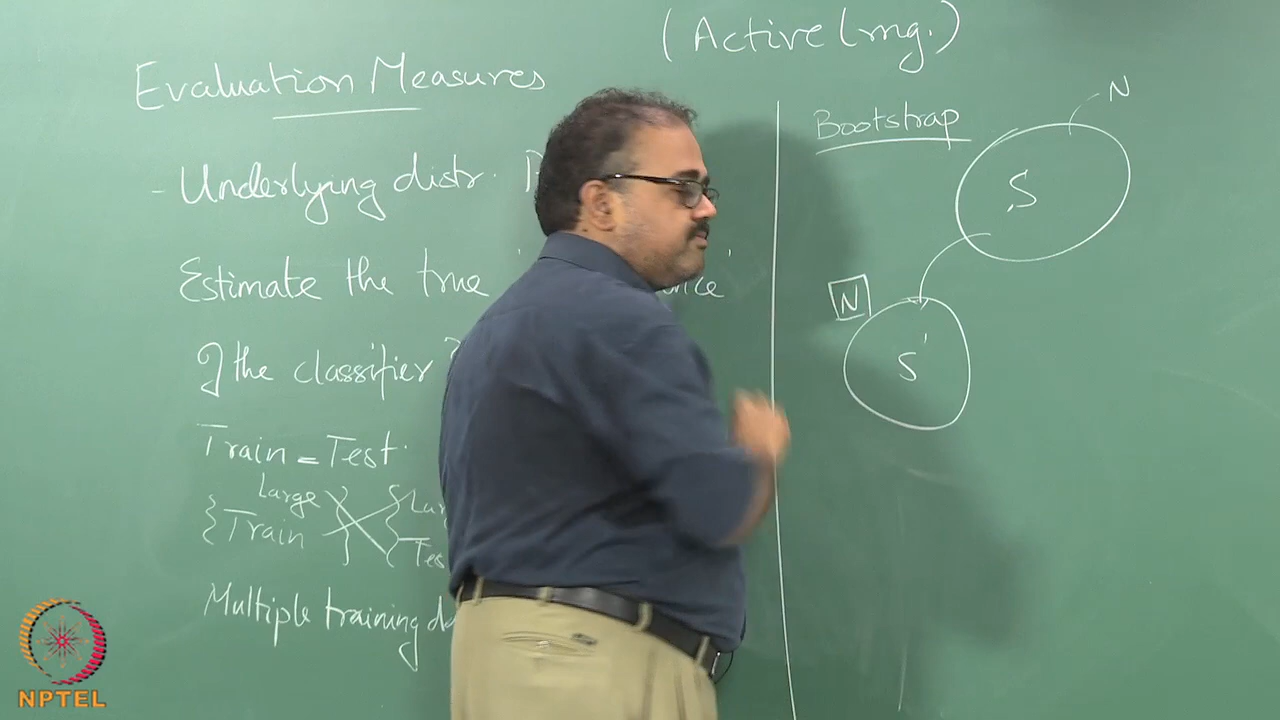 (Active Lrng.)
Evaluation Measures
- Underlying distr.
Estimate the true
of the classifier
Train = Test.
Large
{Train
Multiple training
Bootstrap
N
S
N
S'
NPTEL